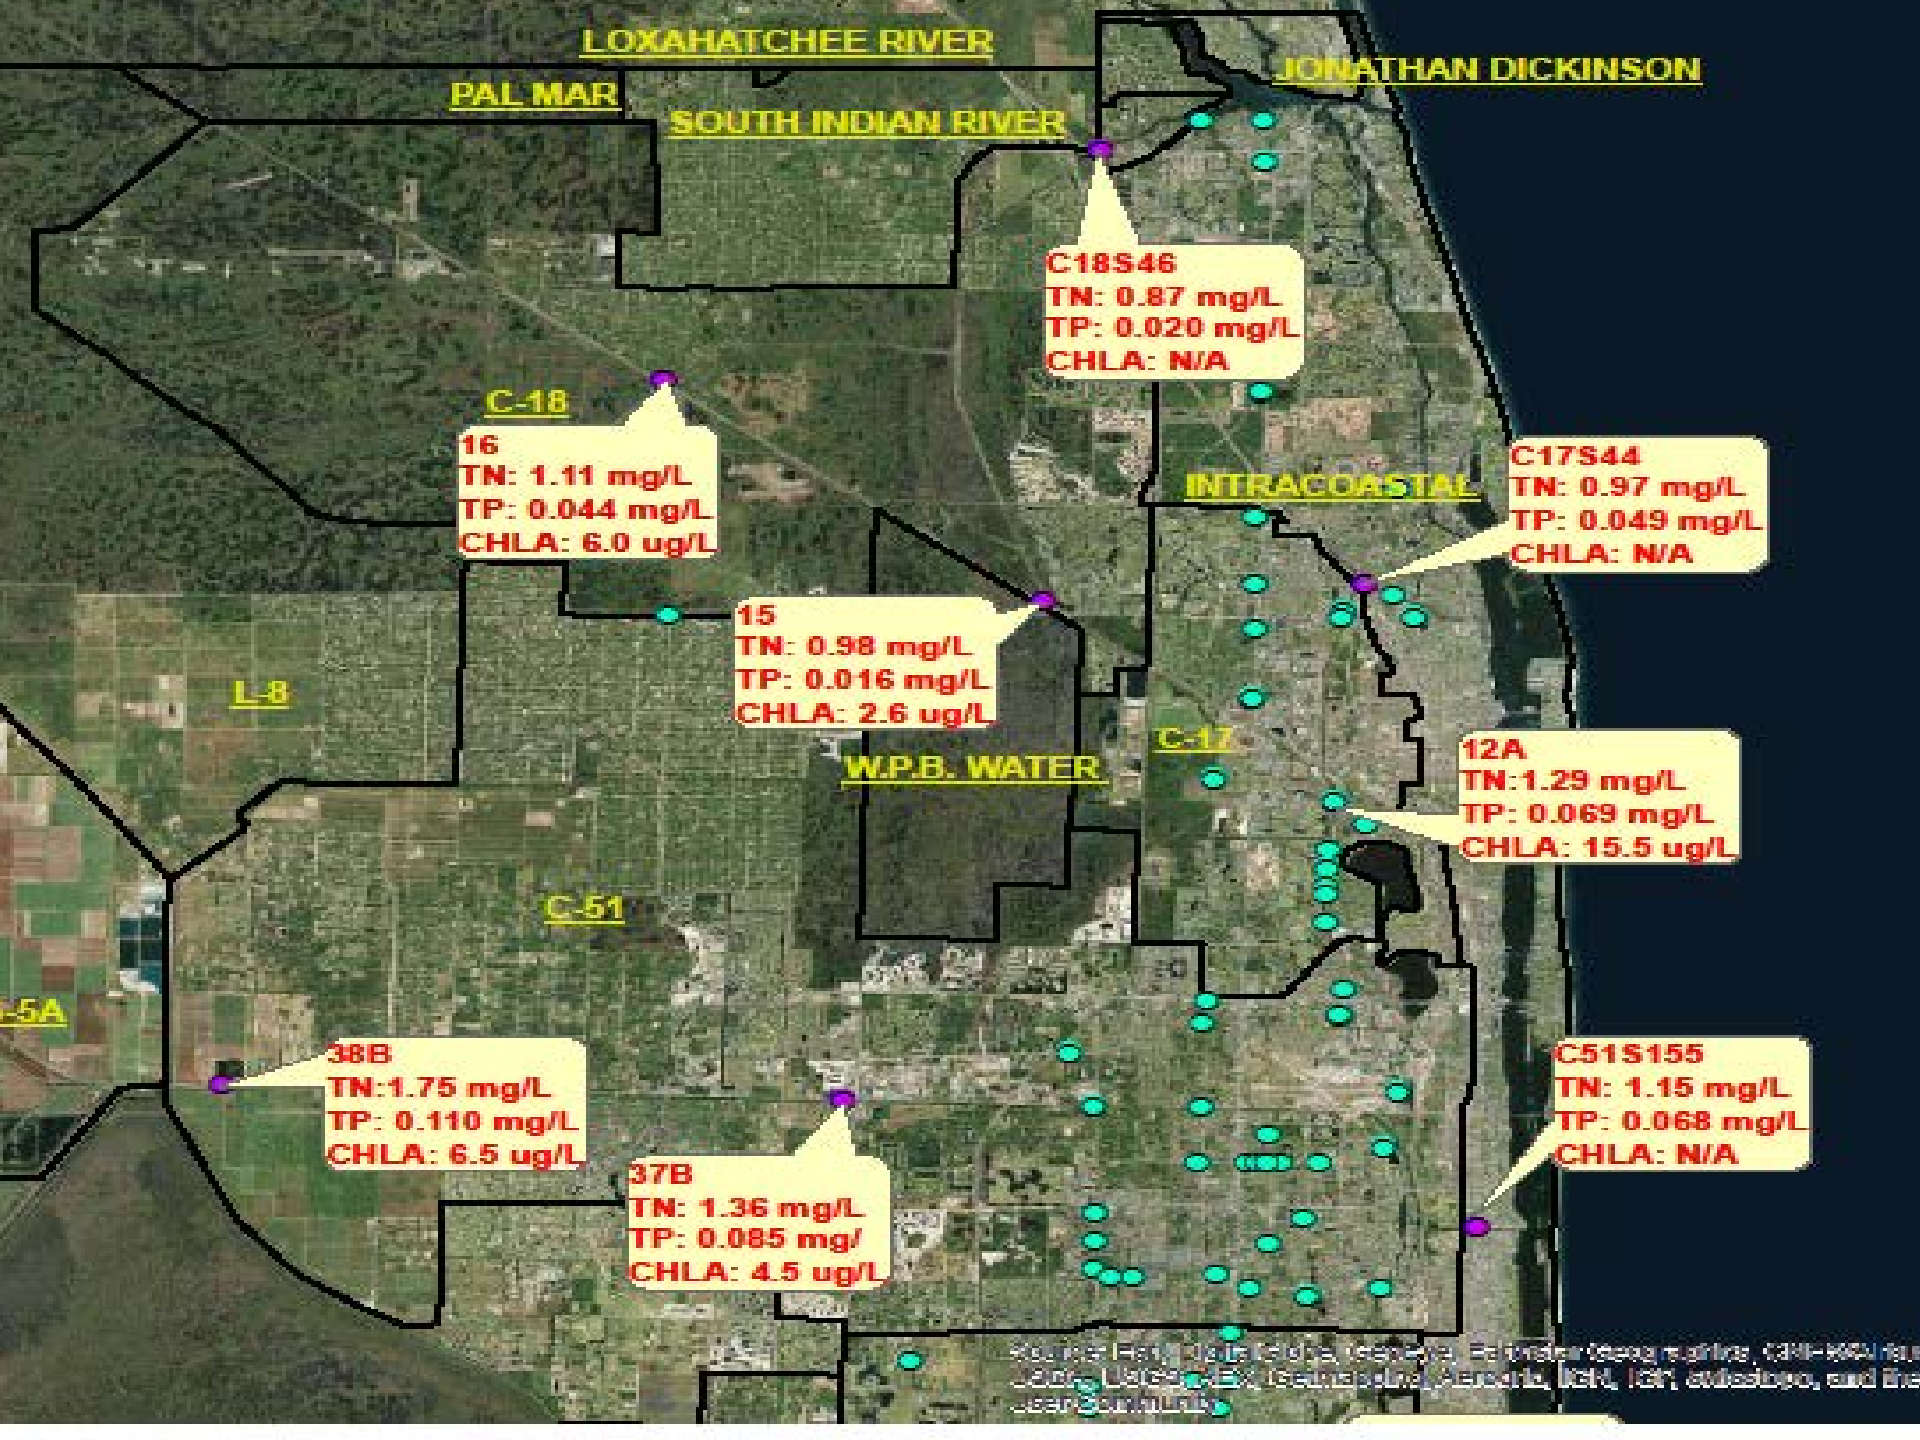 LOXAHATCHEE RIVER
JONATHAN DICKINSON
PAL MAR
SOUTH INDIAN RIVER
C18S46
TN: 0.87 mg/L
TP: 0.020 mg/L
CHLA: N/A
C-18
16
TN: 1.11 mg/L
TP: 0.044 mg/L
CHLA: 6.0 ug/L
INTRACOASTAL
C17S44
TN: 0.97 mg/L
TP: 0.049 mg/L
CHLA: N/A
15
TN: 0.98 mg/L
TP: 0.016 mg/L
CHLA: 2.6 ug/L
L-8
C-17
W.P.B. WATER
12A
TN:1.29 mg/L
TP: 0.069 mg/L
CHLA: 15.5 ug/L
C-51
-5A
38B
TN:1.75 mg/L
TP: 0.110 mg/L
CHLA: 6.5 ug/L
C51S155
TN: 1.15 mg/L
TP: 0.068 mg/L
CHLA: N/A
37B
TN: 1.36 mg/L
TP: 0.085 mg/
CHLA: 4.5 ug/L
User Community